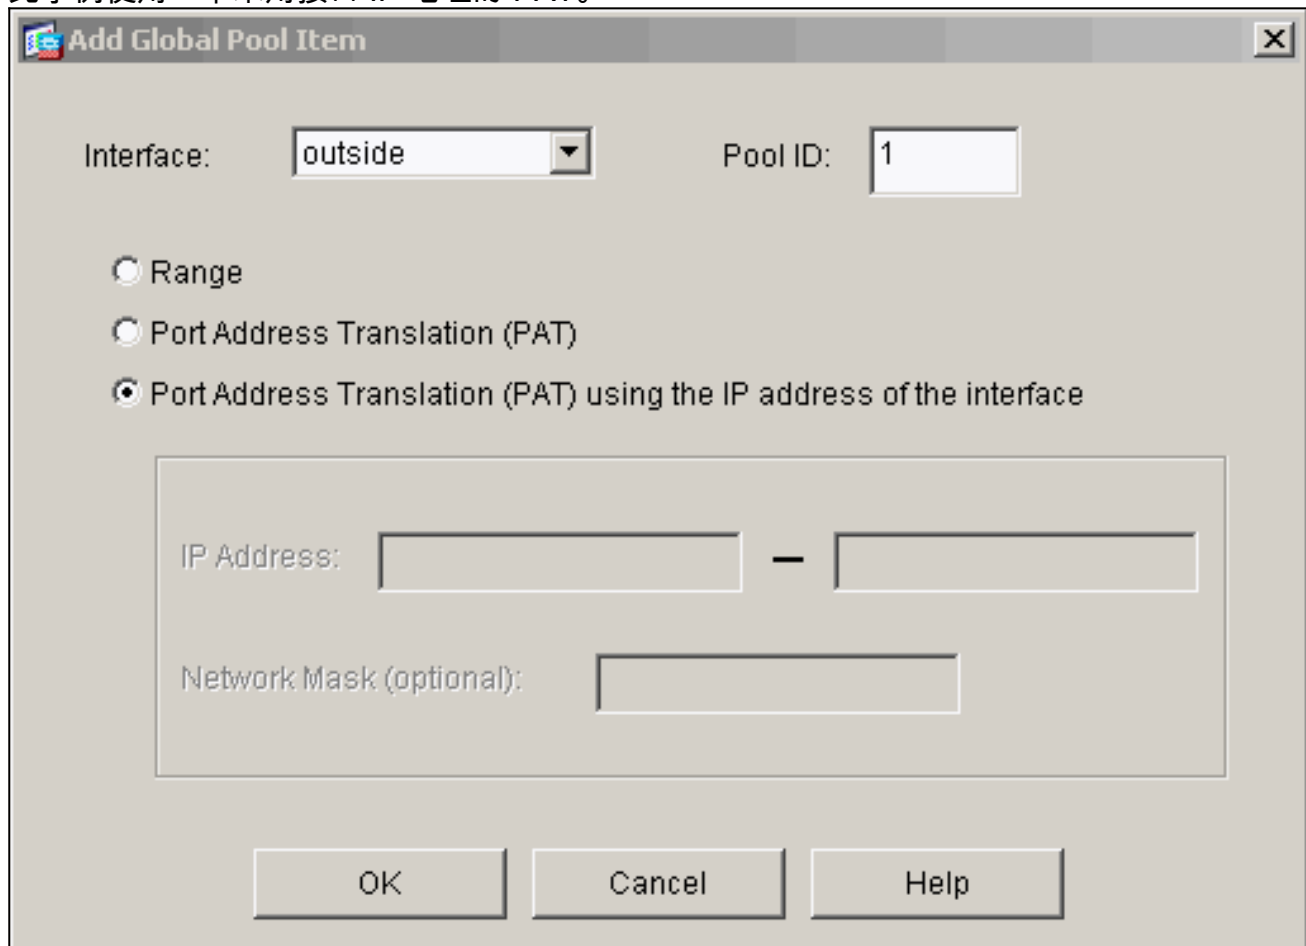 Add Global Pool Item
Interface: outside Pool ID: 1
Range
Port Address Translation (PAT)
Port Address Translation (PAT) using the IP address of the interface
IP Address: –
Network Mask (optional):
OK Cancel Help